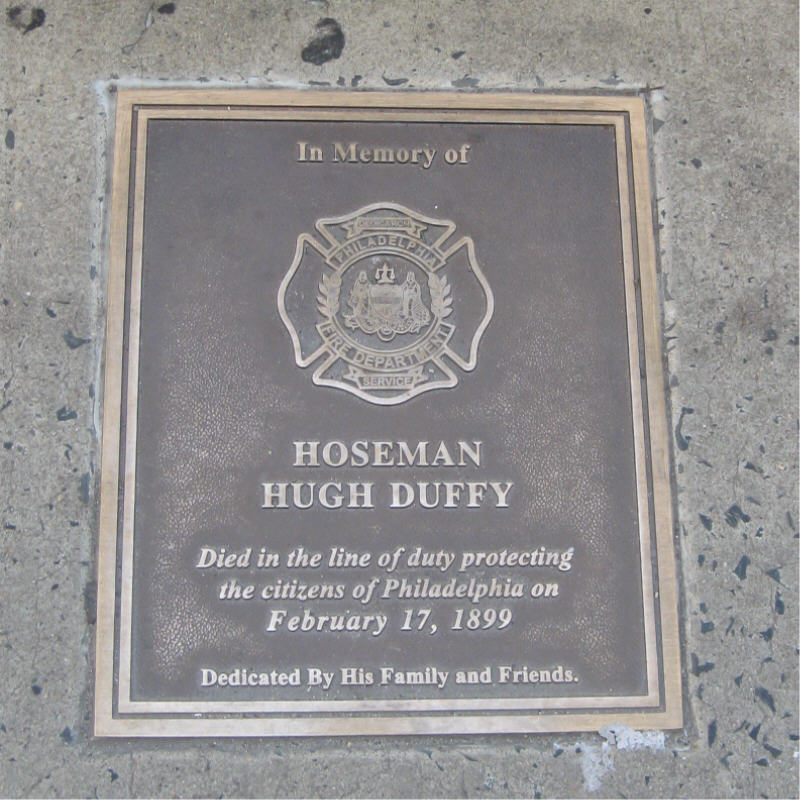 In Memory of
PHILADELPHIA
FIRE DEPARTMENT
SERVICE
HOSEMAN
HUGH DUFFY
Died in the line of duty protecting
the citizens of Philadelphia on
February 17, 1899
Dedicated By His Family and Friends.